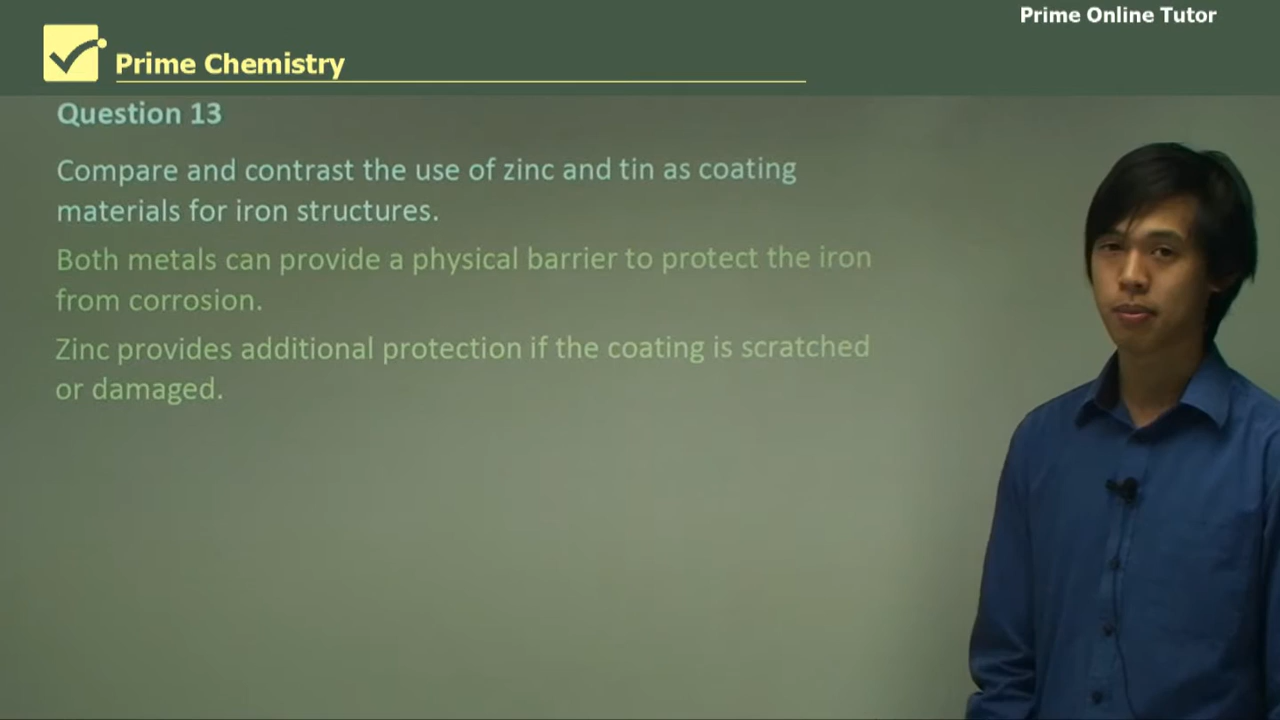 Prime Online Tutor
Prime Chemistry
Question 13
Compare and contrast the use of zinc and tin as coating
materials for iron structures.
Both metals can provide a physical barrier to protect the iron
from corrosion.
Zinc provides additional protection if the coating is scratched
or damaged.